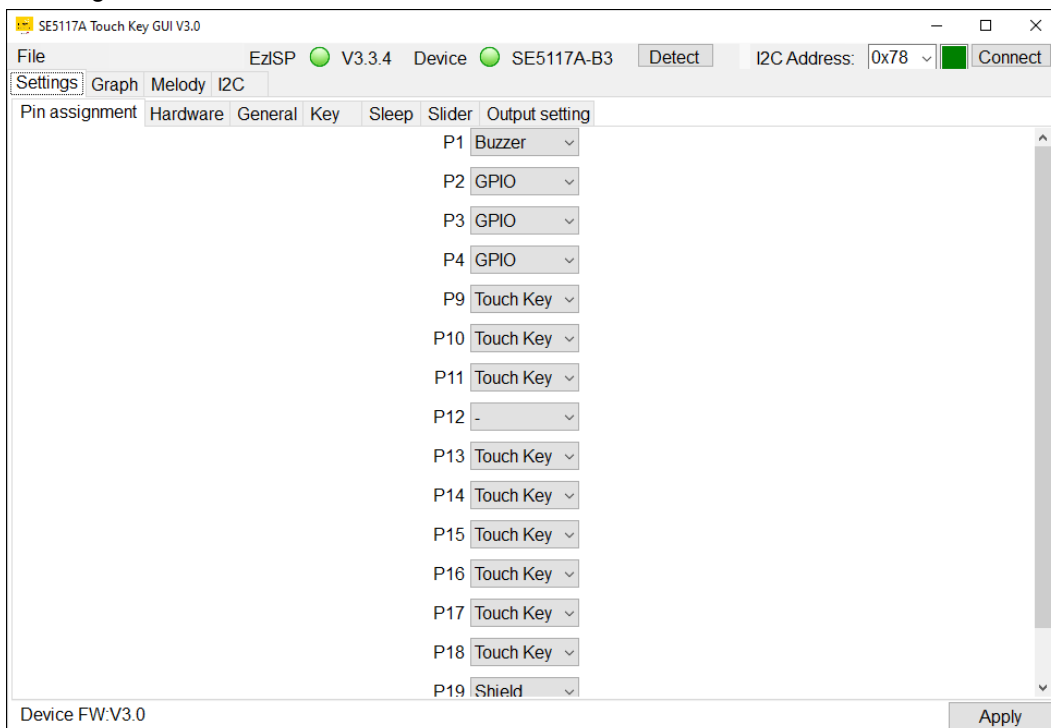 SE5117A Touch Key GUI V3.0
File EzISP V3.3.4 Device SE5117A-B3 Detect I2C Address: 0x78 Connect
Settings Graph Melody I2C
Pin assignment Hardware General Key Sleep Slider Output setting
P1 Buzzer
P2 GPIO
P3 GPIO
P4 GPIO
P9 Touch Key
P10 Touch Key
P11 Touch Key
P12 -
P13 Touch Key
P14 Touch Key
P15 Touch Key
P16 Touch Key
P17 Touch Key
P18 Touch Key
P19 Shield
Device FW:V3.0 Apply